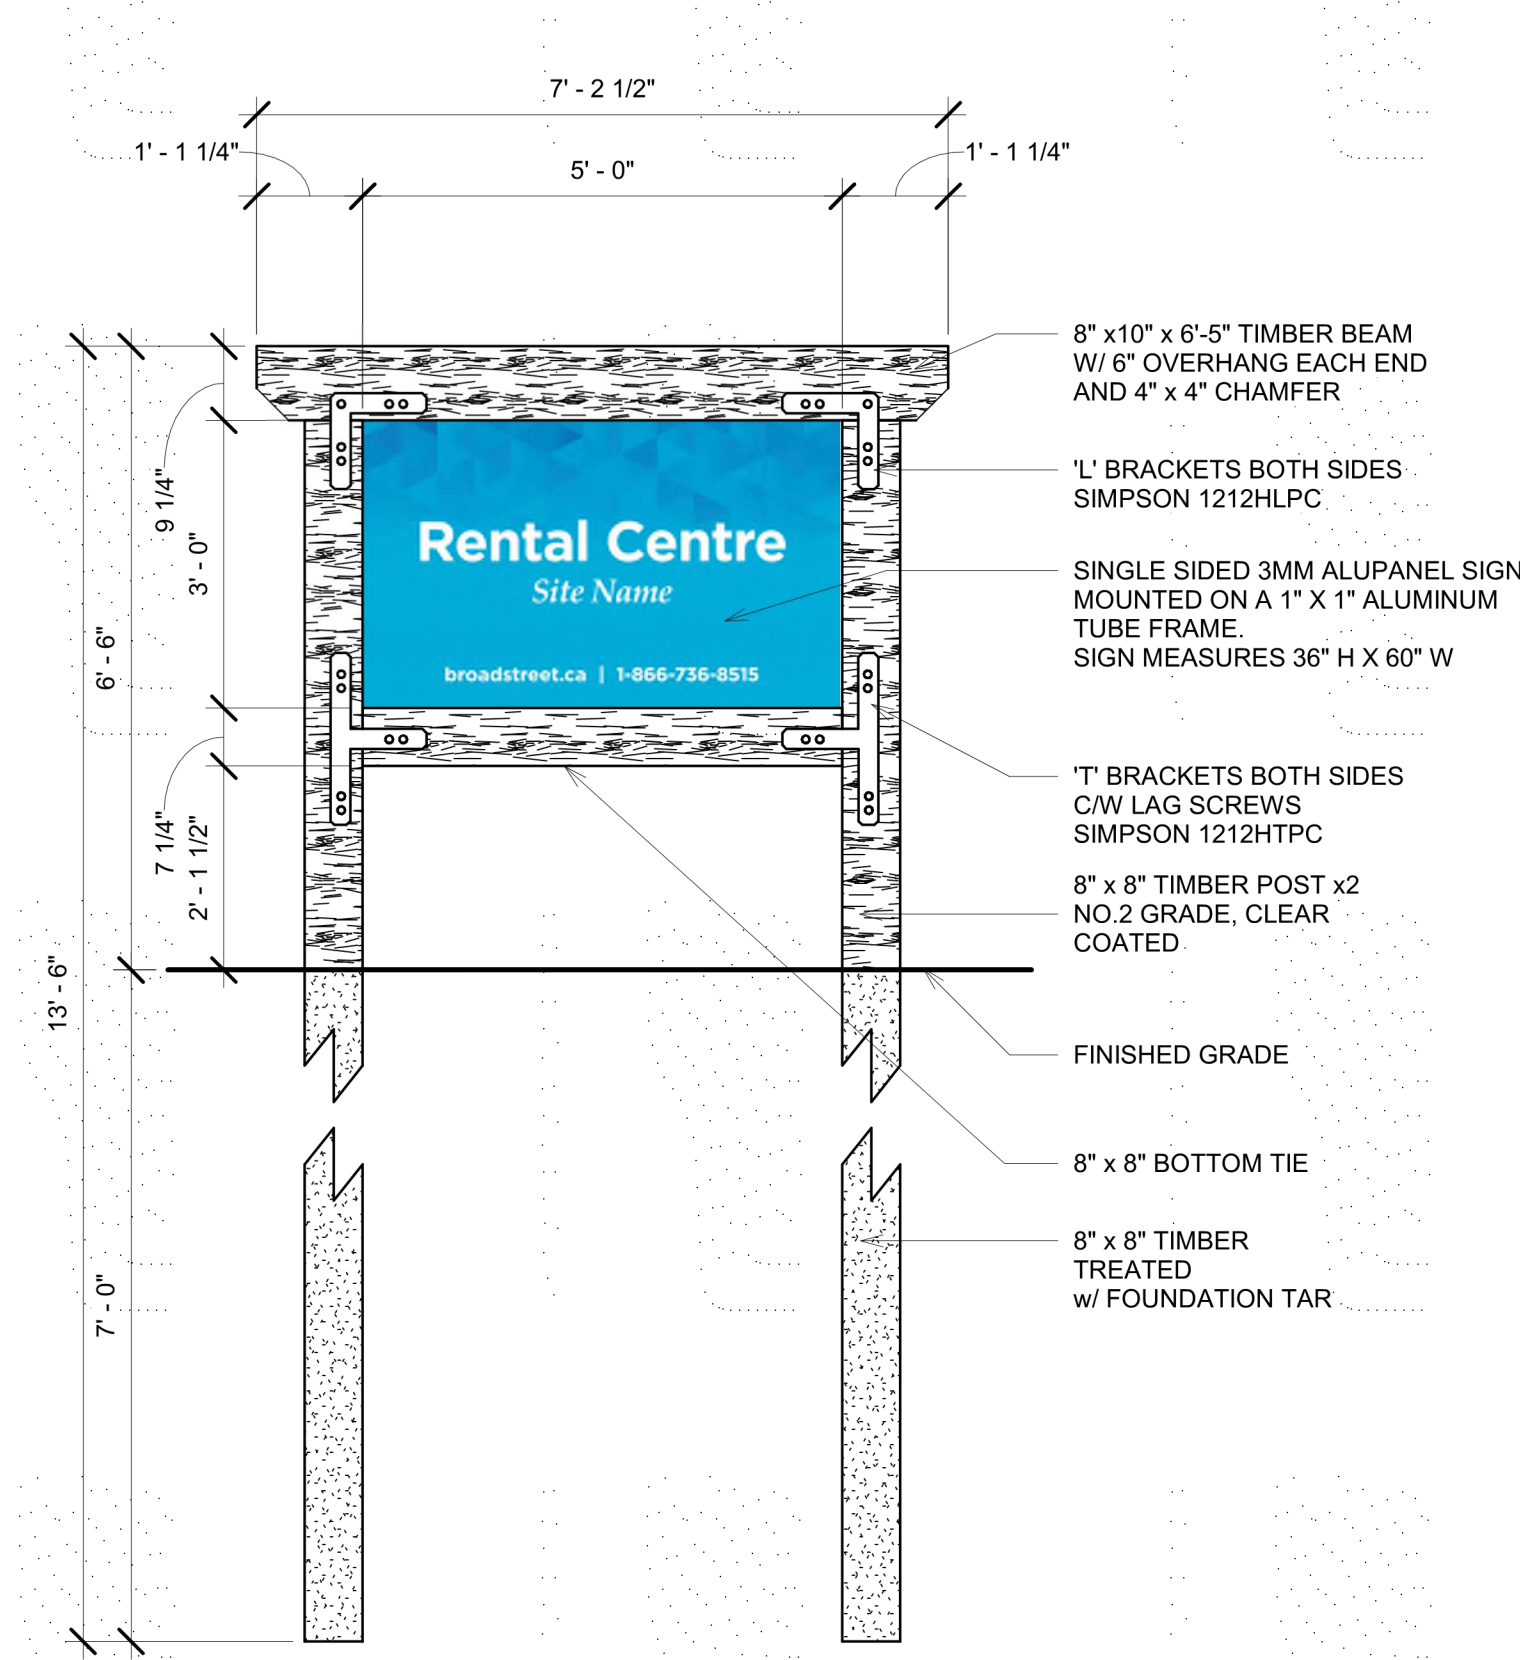 7' - 2 1/2"
1' - 1 1/4"
5' - 0"
1' - 1 1/4"
8" x10" x 6'-5" TIMBER BEAM
W/ 6" OVERHANG EACH END
AND 4" x 4" CHAMFER
'L' BRACKETS BOTH SIDES
SIMPSON 1212HLPC
SINGLE SIDED 3MM ALUPANEL SIGN
MOUNTED ON A 1" X 1" ALUMINUM
TUBE FRAME.
SIGN MEASURES 36" H X 60" W
'T' BRACKETS BOTH SIDES
C/W LAG SCREWS
SIMPSON 1212HTPC
8" x 8" TIMBER POST x2
NO.2 GRADE, CLEAR
COATED
FINISHED GRADE
8" x 8" BOTTOM TIE
8" x 8" TIMBER
TREATED
w/ FOUNDATION TAR
Rental Centre
Site Name
broadstreet.ca | 1-866-736-8515
9 1/4"
3' - 0"
6' - 6"
7 1/4"
2' - 1 1/2"
13' - 6"
7' - 0"